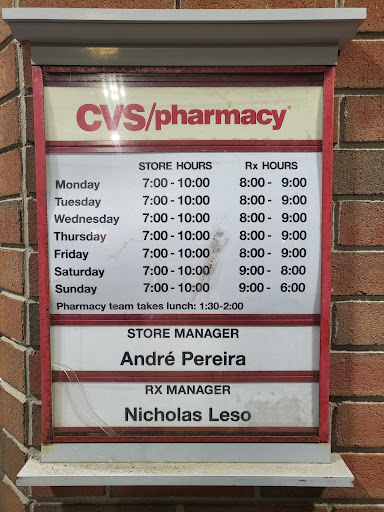 CVS/pharmacy®
STORE HOURS Rx HOURS
Monday 7:00 - 10:00 8:00 - 9:00
Tuesday 7:00 - 10:00 8:00 - 9:00
Wednesday 7:00 - 10:00 8:00 - 9:00
Thursday 7:00 - 10:00 8:00 - 9:00
Friday 7:00 - 10:00 8:00 - 9:00
Saturday 7:00 - 10:00 9:00 - 8:00
Sunday 7:00 - 10:00 9:00 - 6:00
Pharmacy team takes lunch: 1:30-2:00
STORE MANAGER
André Pereira
RX MANAGER
Nicholas Leso